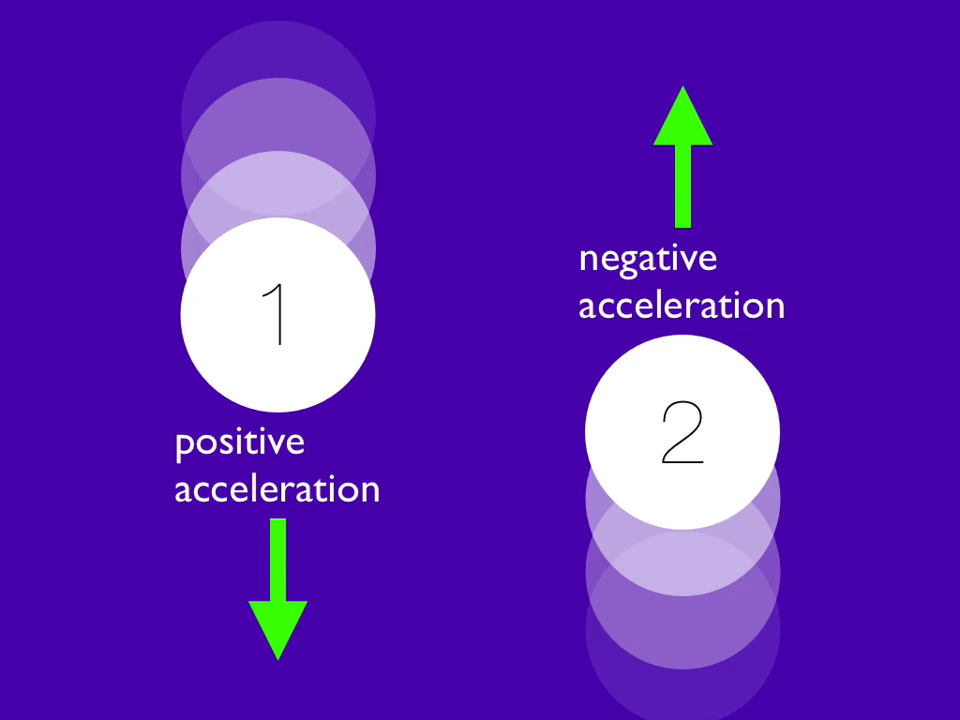 1
positive
acceleration
negative
acceleration
2